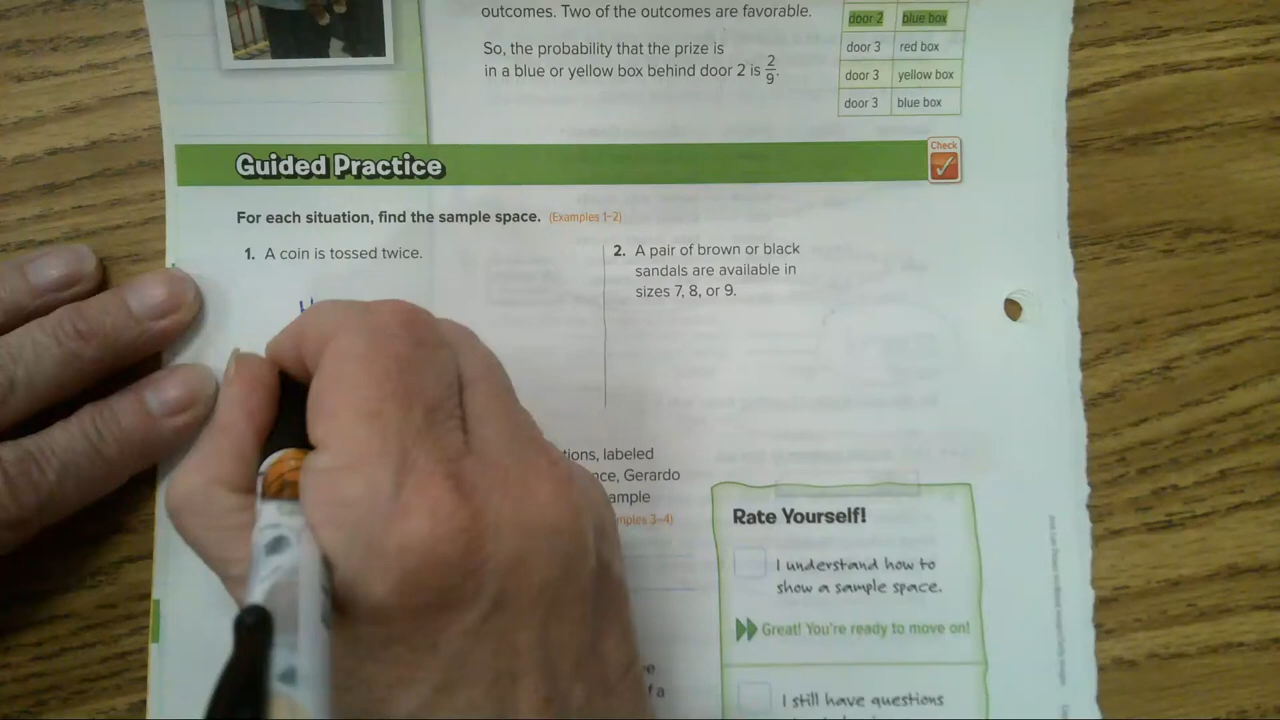 outcomes. Two of the outcomes are favorable.
So, the probability that the prize is
in a blue or yellow box behind door 2 is 2/9.
door 2 blue box
door 3 red box
door 3 yellow box
door 3 blue box
Guided Practice
Check
For each situation, find the sample space. (Examples 1–2)
1. A coin is tossed twice.
H
2. A pair of brown or black
sandals are available in
sizes 7, 8, or 9.
labeled
Gerardo
3–4)
Rate Yourself!
I understand how to
show a sample space.
Great! You're ready to move on!
I still have questions